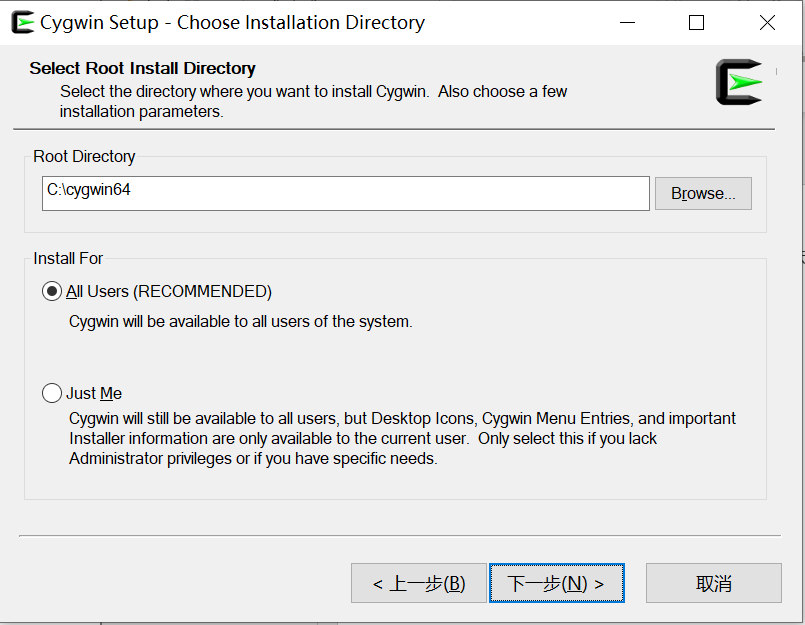 Cygwin Setup - Choose Installation Directory
Select Root Install Directory
Select the directory where you want to install Cygwin.  Also choose a few
installation parameters.
Root Directory
C:\cygwin64
Browse...
Install For
All Users (RECOMMENDED)
Cygwin will be available to all users of the system.
Just Me
Cygwin will still be available to all users, but Desktop Icons, Cygwin Menu Entries, and important
Installer information are only available to the current user.  Only select this if you lack
Administrator privileges or if you have specific needs.
< 上一步(B)
下一步(N) >
取消